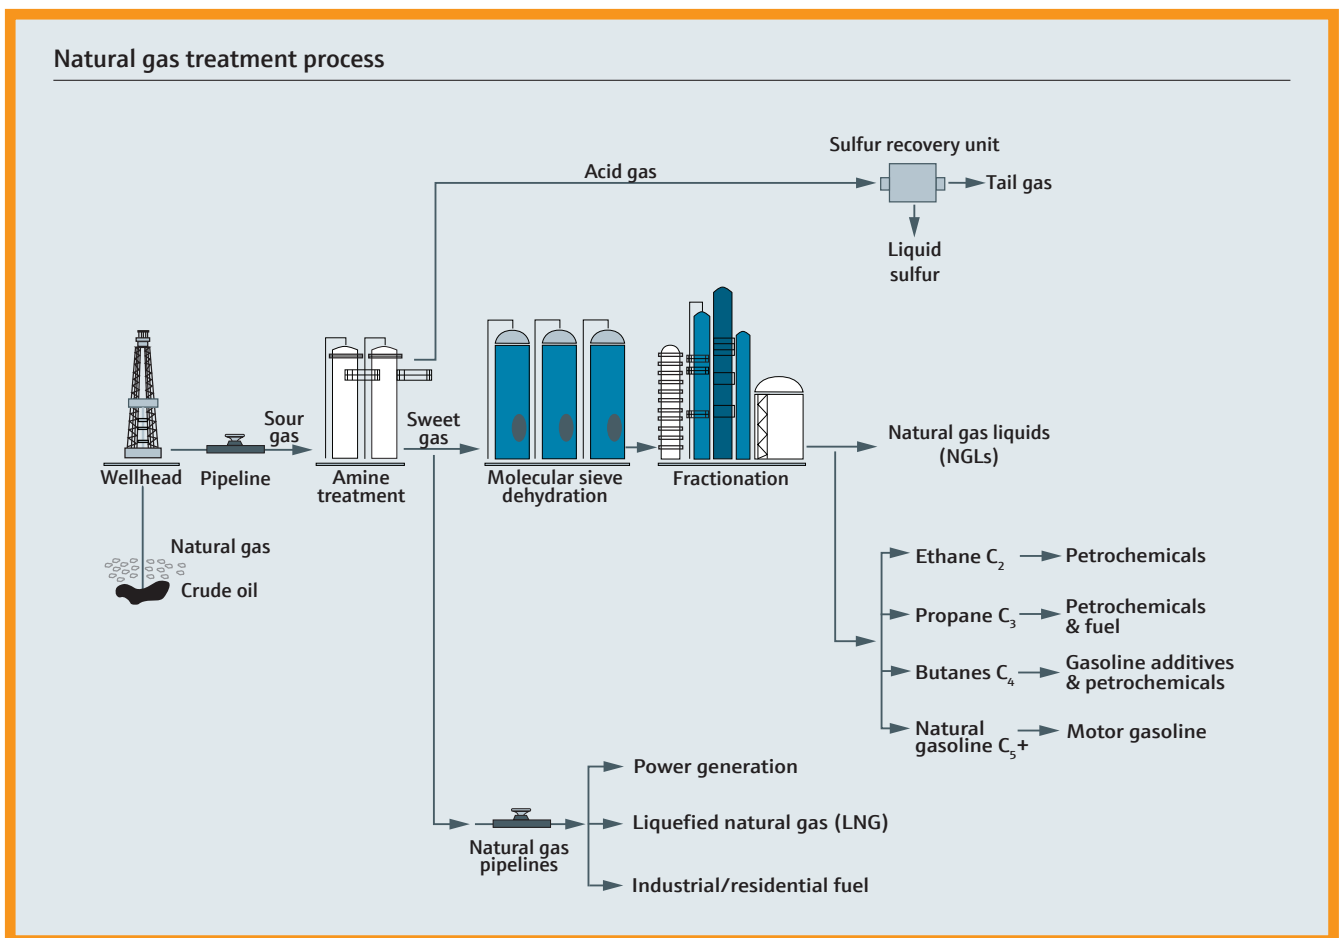 Natural gas treatment process
Sulfur recovery unit
Acid gas
Tail gas
Liquid
sulfur
Sour
gas
Sweet
gas
Natural gas liquids
(NGLs)
Wellhead
Pipeline
Amine
treatment
Molecular sieve
dehydration
Fractionation
Natural gas
Crude oil
Ethane C₂
Petrochemicals
Propane C₃
Petrochemicals
& fuel
Butanes C₄
Gasoline additives
& petrochemicals
Natural
gasoline C₅+
Motor gasoline
Power generation
Liquefied natural gas (LNG)
Natural gas
pipelines
Industrial/residential fuel